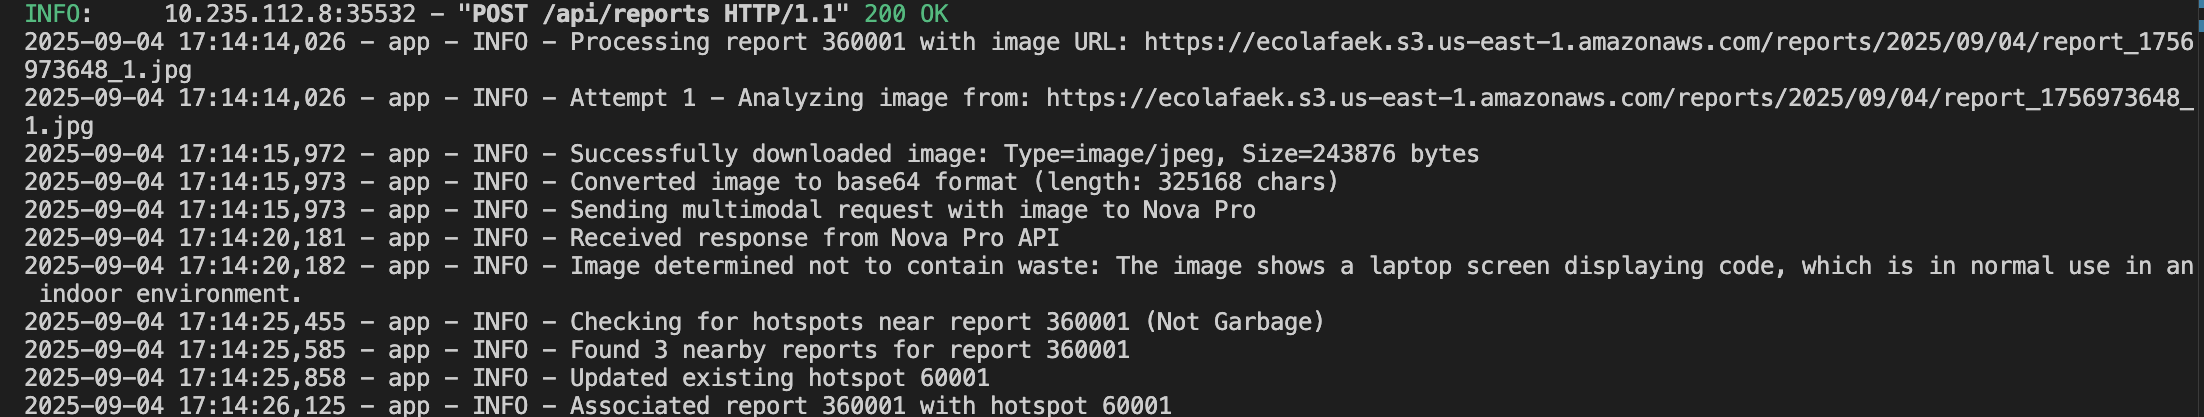 INFO:     10.235.112.8:35532 - "POST /api/reports HTTP/1.1" 200 OK
2025-09-04 17:14:14,026 - app - INFO - Processing report 360001 with image URL: https://ecolafaek.s3.us-east-1.amazonaws.com/reports/2025/09/04/report_1756
973648_1.jpg
2025-09-04 17:14:14,026 - app - INFO - Attempt 1 - Analyzing image from: https://ecolafaek.s3.us-east-1.amazonaws.com/reports/2025/09/04/report_1756973648_
1.jpg
2025-09-04 17:14:15,972 - app - INFO - Successfully downloaded image: Type=image/jpeg, Size=243876 bytes
2025-09-04 17:14:15,973 - app - INFO - Converted image to base64 format (length: 325168 chars)
2025-09-04 17:14:15,973 - app - INFO - Sending multimodal request with image to Nova Pro
2025-09-04 17:14:20,181 - app - INFO - Received response from Nova Pro API
2025-09-04 17:14:20,182 - app - INFO - Image determined not to contain waste: The image shows a laptop screen displaying code, which is in normal use in an
 indoor environment.
2025-09-04 17:14:25,455 - app - INFO - Checking for hotspots near report 360001 (Not Garbage)
2025-09-04 17:14:25,585 - app - INFO - Found 3 nearby reports for report 360001
2025-09-04 17:14:25,858 - app - INFO - Updated existing hotspot 60001
2025-09-04 17:14:26,125 - app - INFO - Associated report 360001 with hotspot 60001